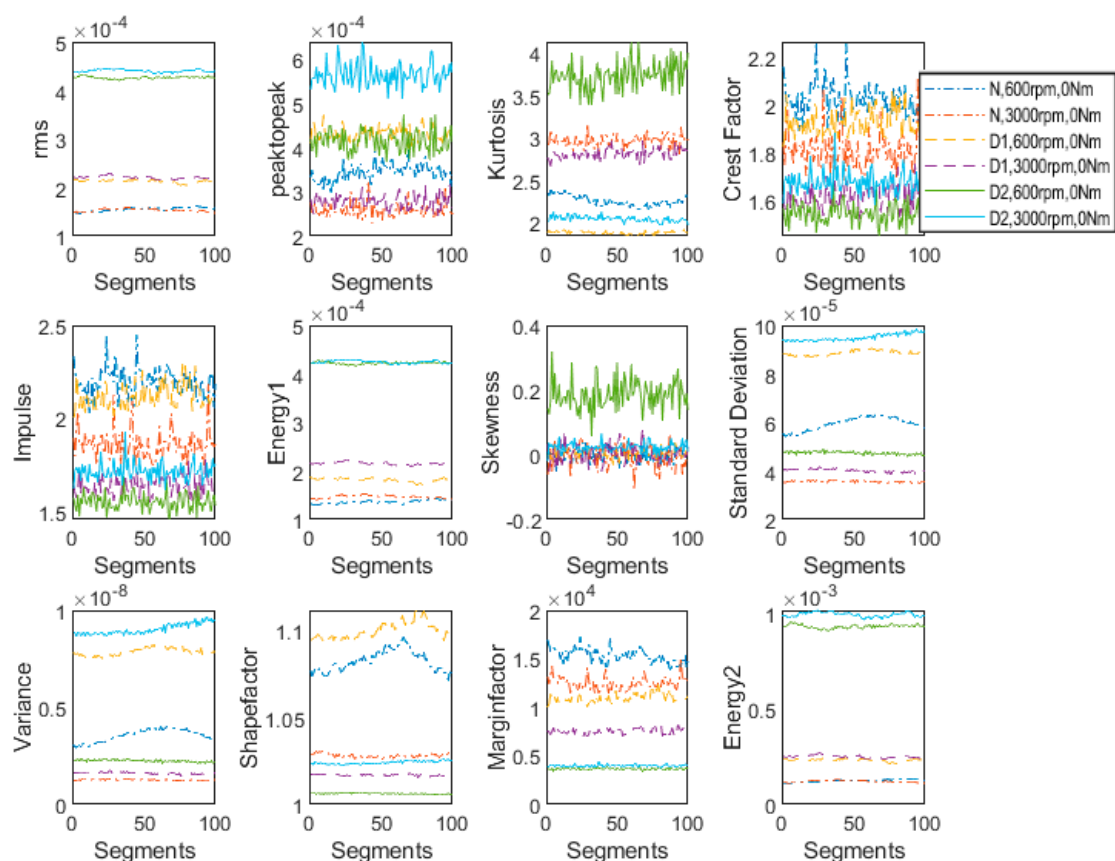 ×10-4
rms
5
4
3
2
1
0 50 100
Segments
×10-4
peaktopeak
6
5
4
3
2
0 50 100
Segments
Kurtosis
4
3.5
3
2.5
2
0 50 100
Segments
Crest Factor
2.2
2
1.8
1.6
0 50 100
Segments
N,600rpm,0Nm
N,3000rpm,0Nm
D1,600rpm,0Nm
D1,3000rpm,0Nm
D2,600rpm,0Nm
D2,3000rpm,0Nm
Impulse
2.5
2
1.5
0 50 100
Segments
×10-4
Energy1
5
4
3
2
1
0 50 100
Segments
Skewness
0.4
0.2
0
-0.2
0 50 100
Segments
×10-5
Standard Deviation
10
8
6
4
2
0 50 100
Segments
×10-8
Variance
1
0.5
0
0 50 100
Segments
Shapefactor
1.1
1.05
1
0 50 100
Segments
×104
Marginfactor
2
1.5
1
0.5
0
0 50 100
Segments
×10-3
Energy2
1
0.5
0
0 50 100
Segments